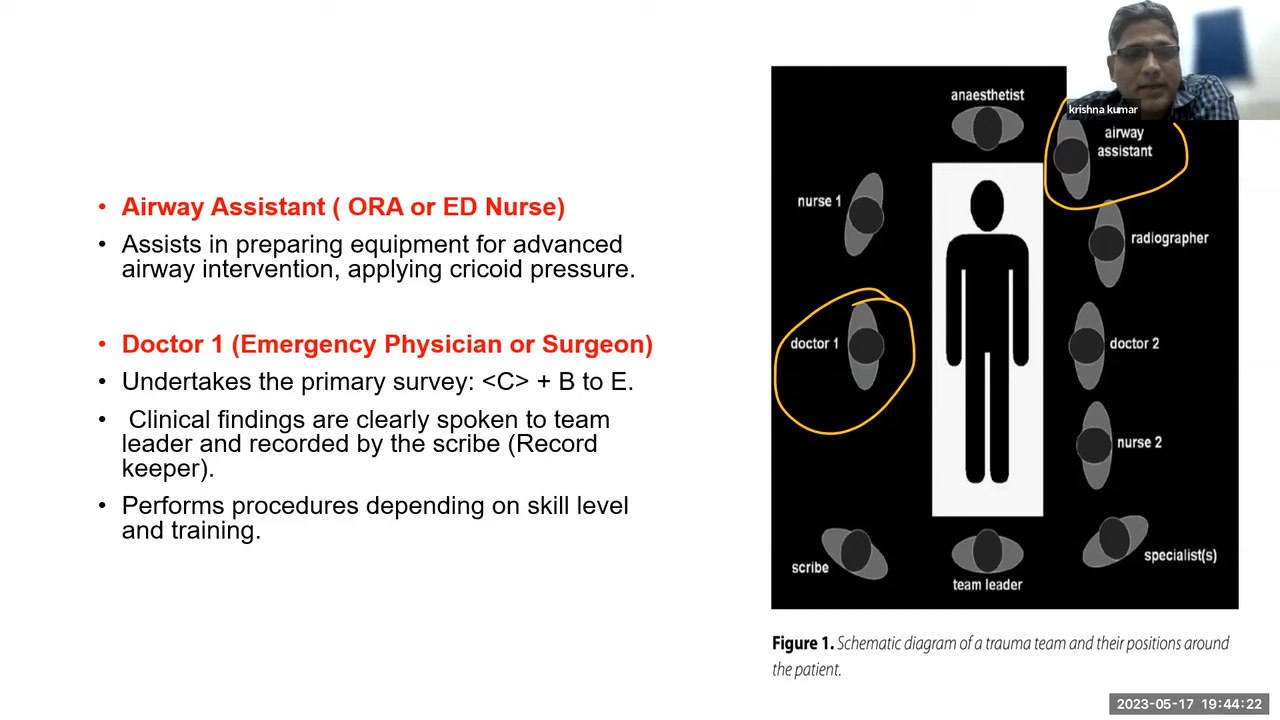 • Airway Assistant ( ORA or ED Nurse)
• Assists in preparing equipment for advanced
airway intervention, applying cricoid pressure.
• Doctor 1 (Emergency Physician or Surgeon)
• Undertakes the primary survey: <C> + B to E.
• Clinical findings are clearly spoken to team
leader and recorded by the scribe (Record
keeper).
• Performs procedures depending on skill level
and training.
krishna kumar
anaesthetist
airway
assistant
nurse 1
radiographer
doctor 1
doctor 2
nurse 2
scribe
team leader
specialist(s)
Figure 1. Schematic diagram of a trauma team and their positions around
the patient.
2023-05-17 19:44:22